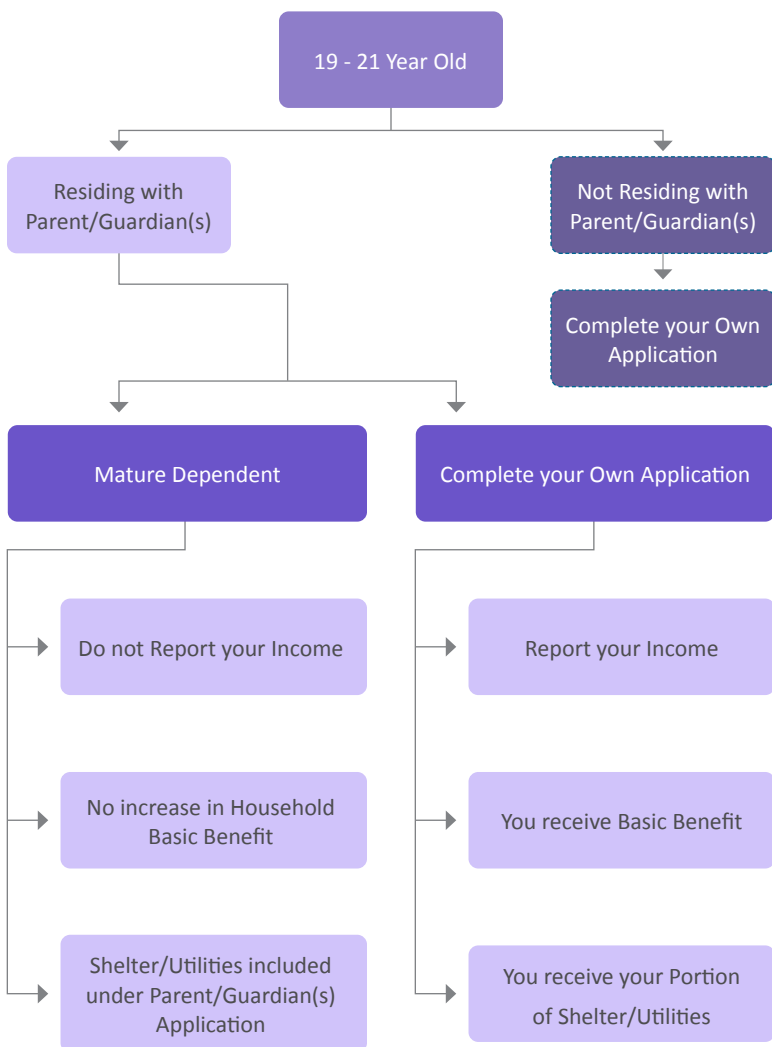 19 - 21 Year Old
Residing with
Parent/Guardian(s)
Not Residing with
Parent/Guardian(s)
Complete your Own
Application
Mature Dependent
Complete your Own Application
Do not Report your Income
Report your Income
No increase in Household
Basic Benefit
You receive Basic Benefit
Shelter/Utilities included
under Parent/Guardian(s)
Application
You receive your Portion
of Shelter/Utilities